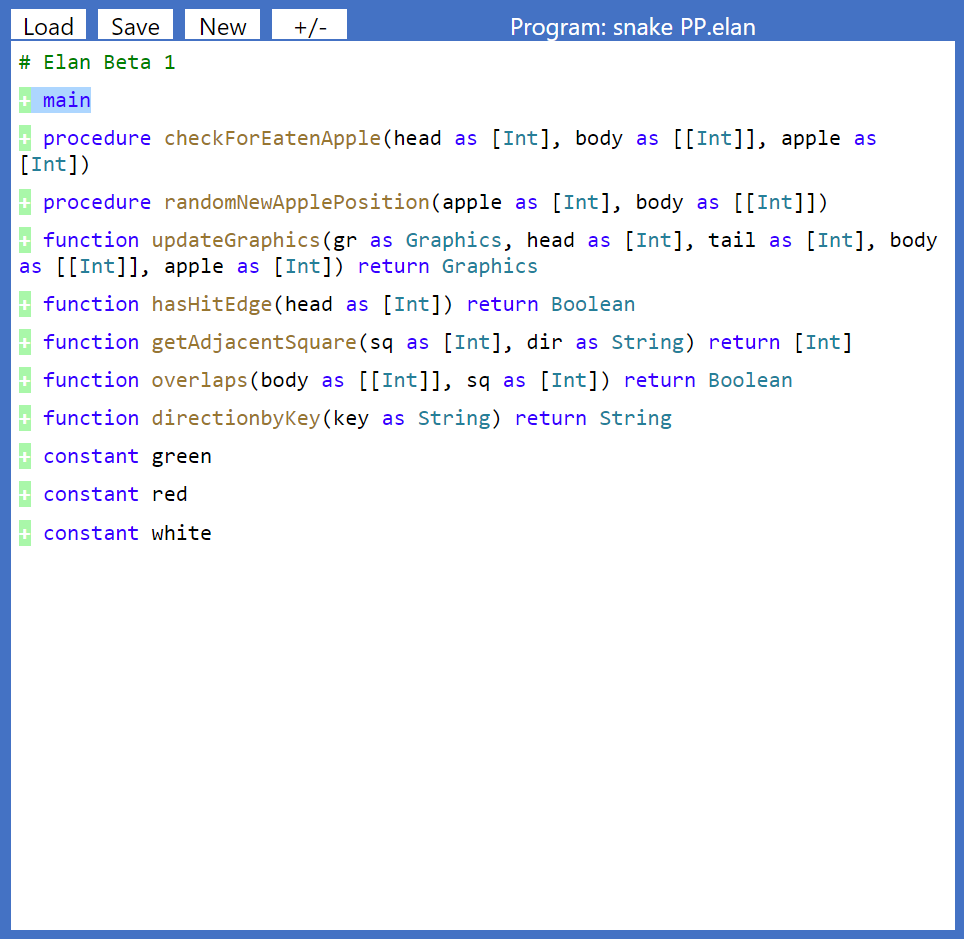 Load Save New +/- Program: snake PP.elan
# Elan Beta 1
+ main
+ procedure checkForEatenApple(head as [Int], body as [[Int]], apple as
[Int])
+ procedure randomNewApplePosition(apple as [Int], body as [[Int]])
+ function updateGraphics(gr as Graphics, head as [Int], tail as [Int], body
as [[Int]], apple as [Int]) return Graphics
+ function hasHitEdge(head as [Int]) return Boolean
+ function getAdjacentSquare(sq as [Int], dir as String) return [Int]
+ function overlaps(body as [[Int]], sq as [Int]) return Boolean
+ function directionbyKey(key as String) return String
+ constant green
+ constant red
+ constant white